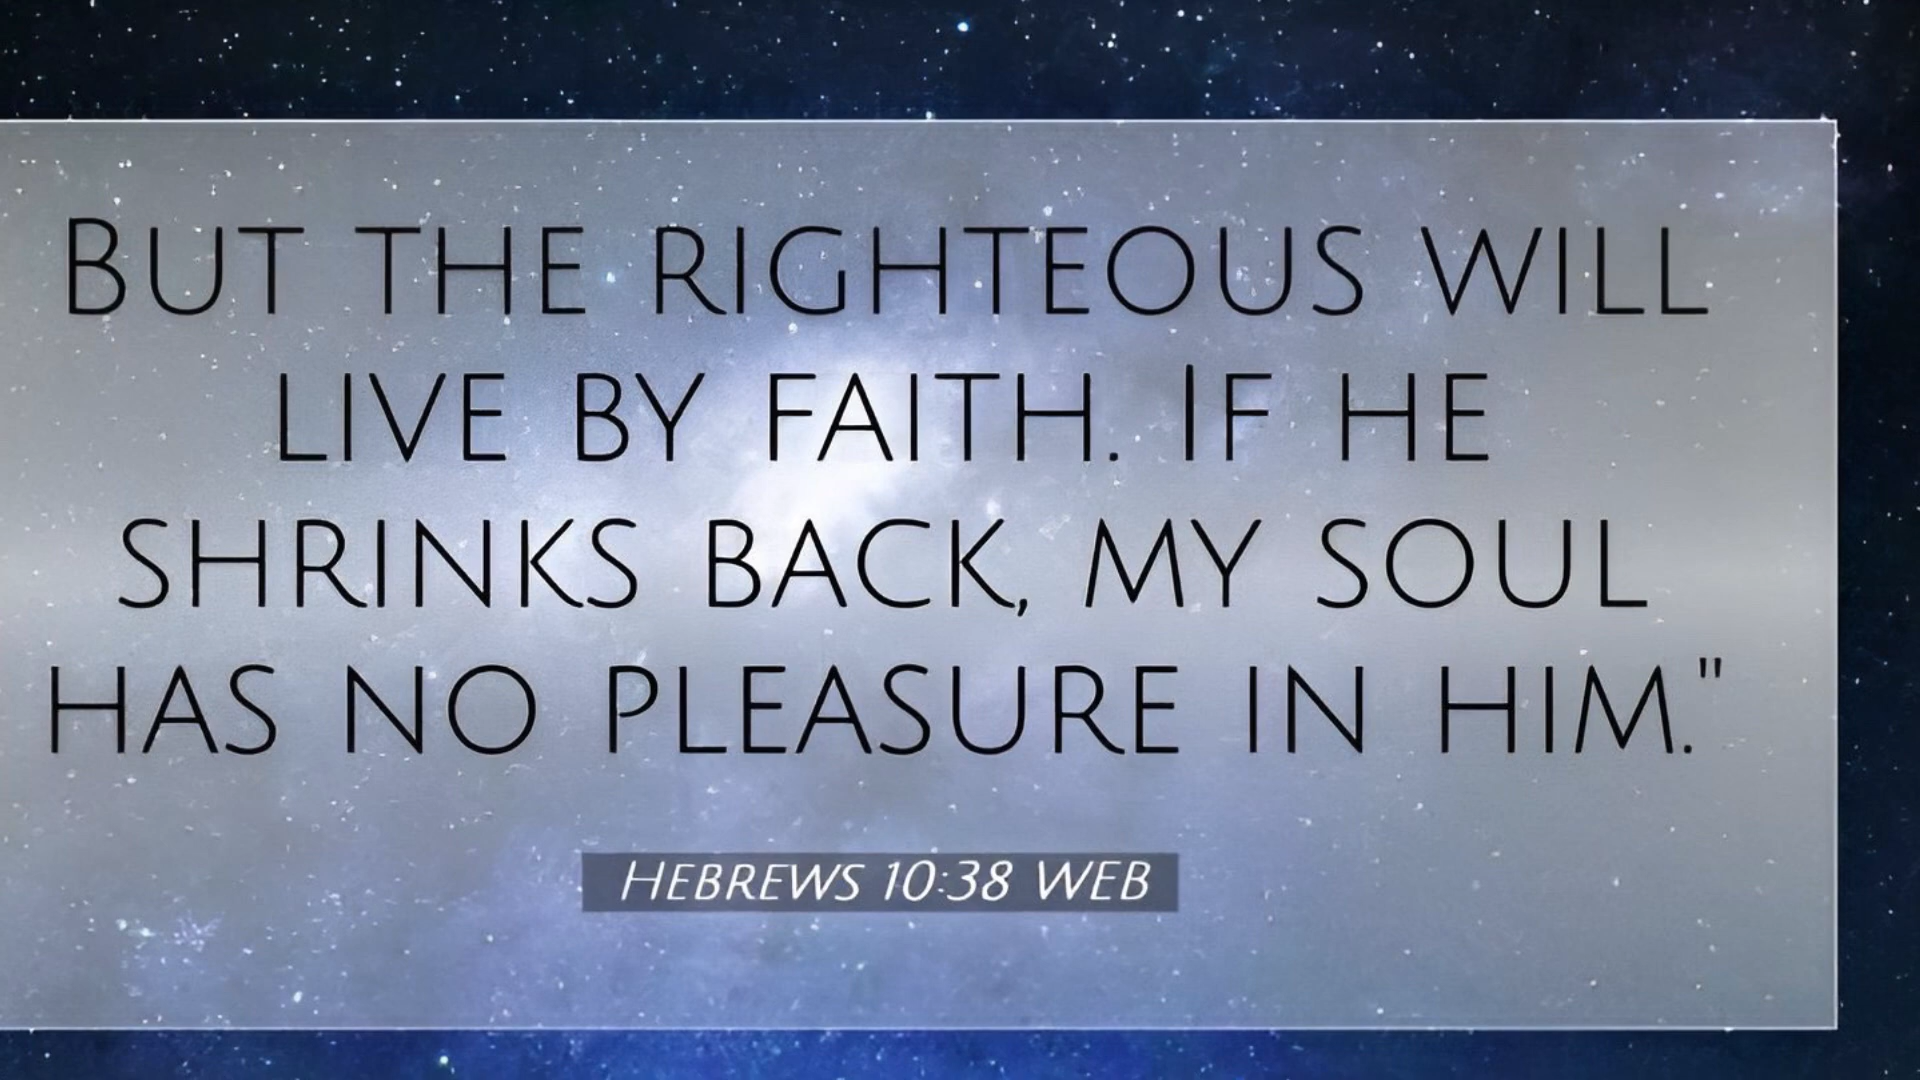 But the righteous will
live by faith. If he
shrinks back, my soul
has no pleasure in him."
Hebrews 10:38 WEB